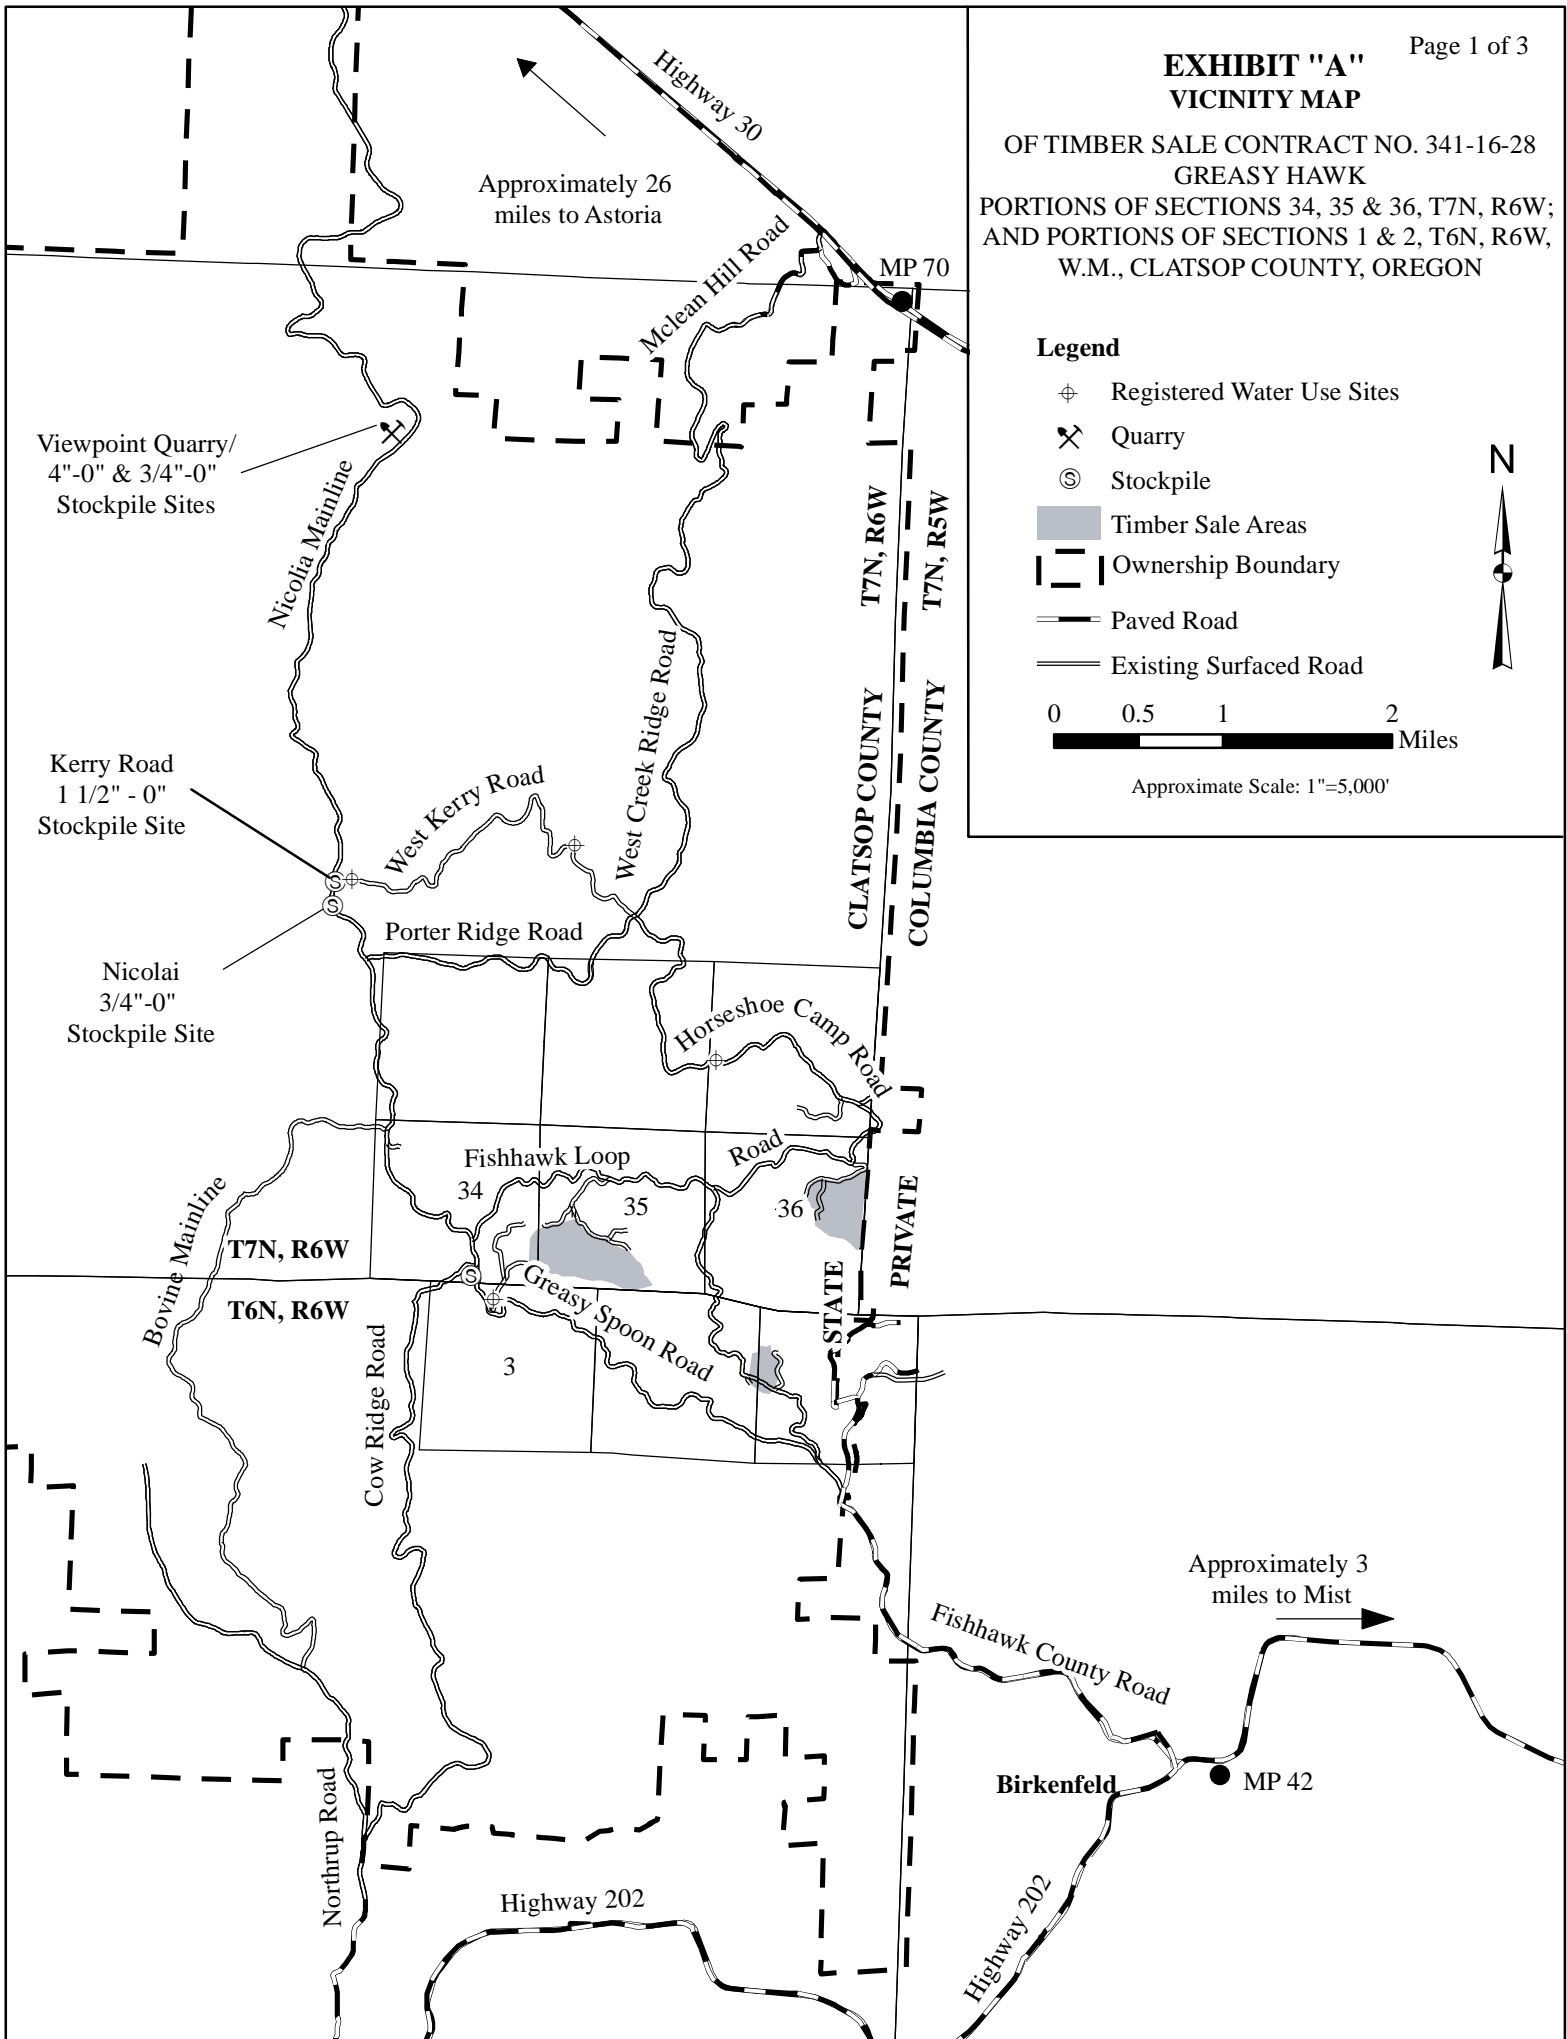 Page 1 of 3
EXHIBIT "A"
VICINITY MAP
OF TIMBER SALE CONTRACT NO. 341-16-28
GREASY HAWK
PORTIONS OF SECTIONS 34, 35 & 36, T7N, R6W;
AND PORTIONS OF SECTIONS 1 & 2, T6N, R6W,
W.M., CLATSOP COUNTY, OREGON
Legend
Registered Water Use Sites
Quarry
S Stockpile
Timber Sale Areas
Ownership Boundary
Paved Road
Existing Surfaced Road
N
0 0.5 1 2
Miles
Approximate Scale: 1"=5,000'
Highway 30
Approximately 26
miles to Astoria
Mclean Hill Road
MP 70
Viewpoint Quarry/
4"-0" & 3/4"-0"
Stockpile Sites
Nicolia Mainline
T7N, R6W
T7N, R5W
West Creek Ridge Road
CLATSOP COUNTY
COLUMBIA COUNTY
Kerry Road
1 1/2" - 0"
Stockpile Site
West Kerry Road
S
S
Porter Ridge Road
Nicolai
3/4"-0"
Stockpile Site
Horseshoe Camp Road
Fishhawk Loop
Road
34
35
36
Bovine Mainline
T7N, R6W
PRIVATE
STATE
S
Greasy Spoon Road
T6N, R6W
3
Cow Ridge Road
Approximately 3
miles to Mist
Fishhawk County Road
Birkenfeld
MP 42
Northrup Road
Highway 202
Highway 202